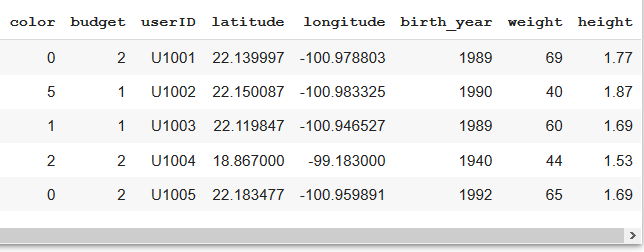 color budget userID latitude longitude birth_year weight height
0 2 U1001 22.139997 -100.978803 1989 69 1.77
5 1 U1002 22.150087 -100.983325 1990 40 1.87
1 1 U1003 22.119847 -100.946527 1989 60 1.69
2 2 U1004 18.867000 -99.183000 1940 44 1.53
0 2 U1005 22.183477 -100.959891 1992 65 1.69